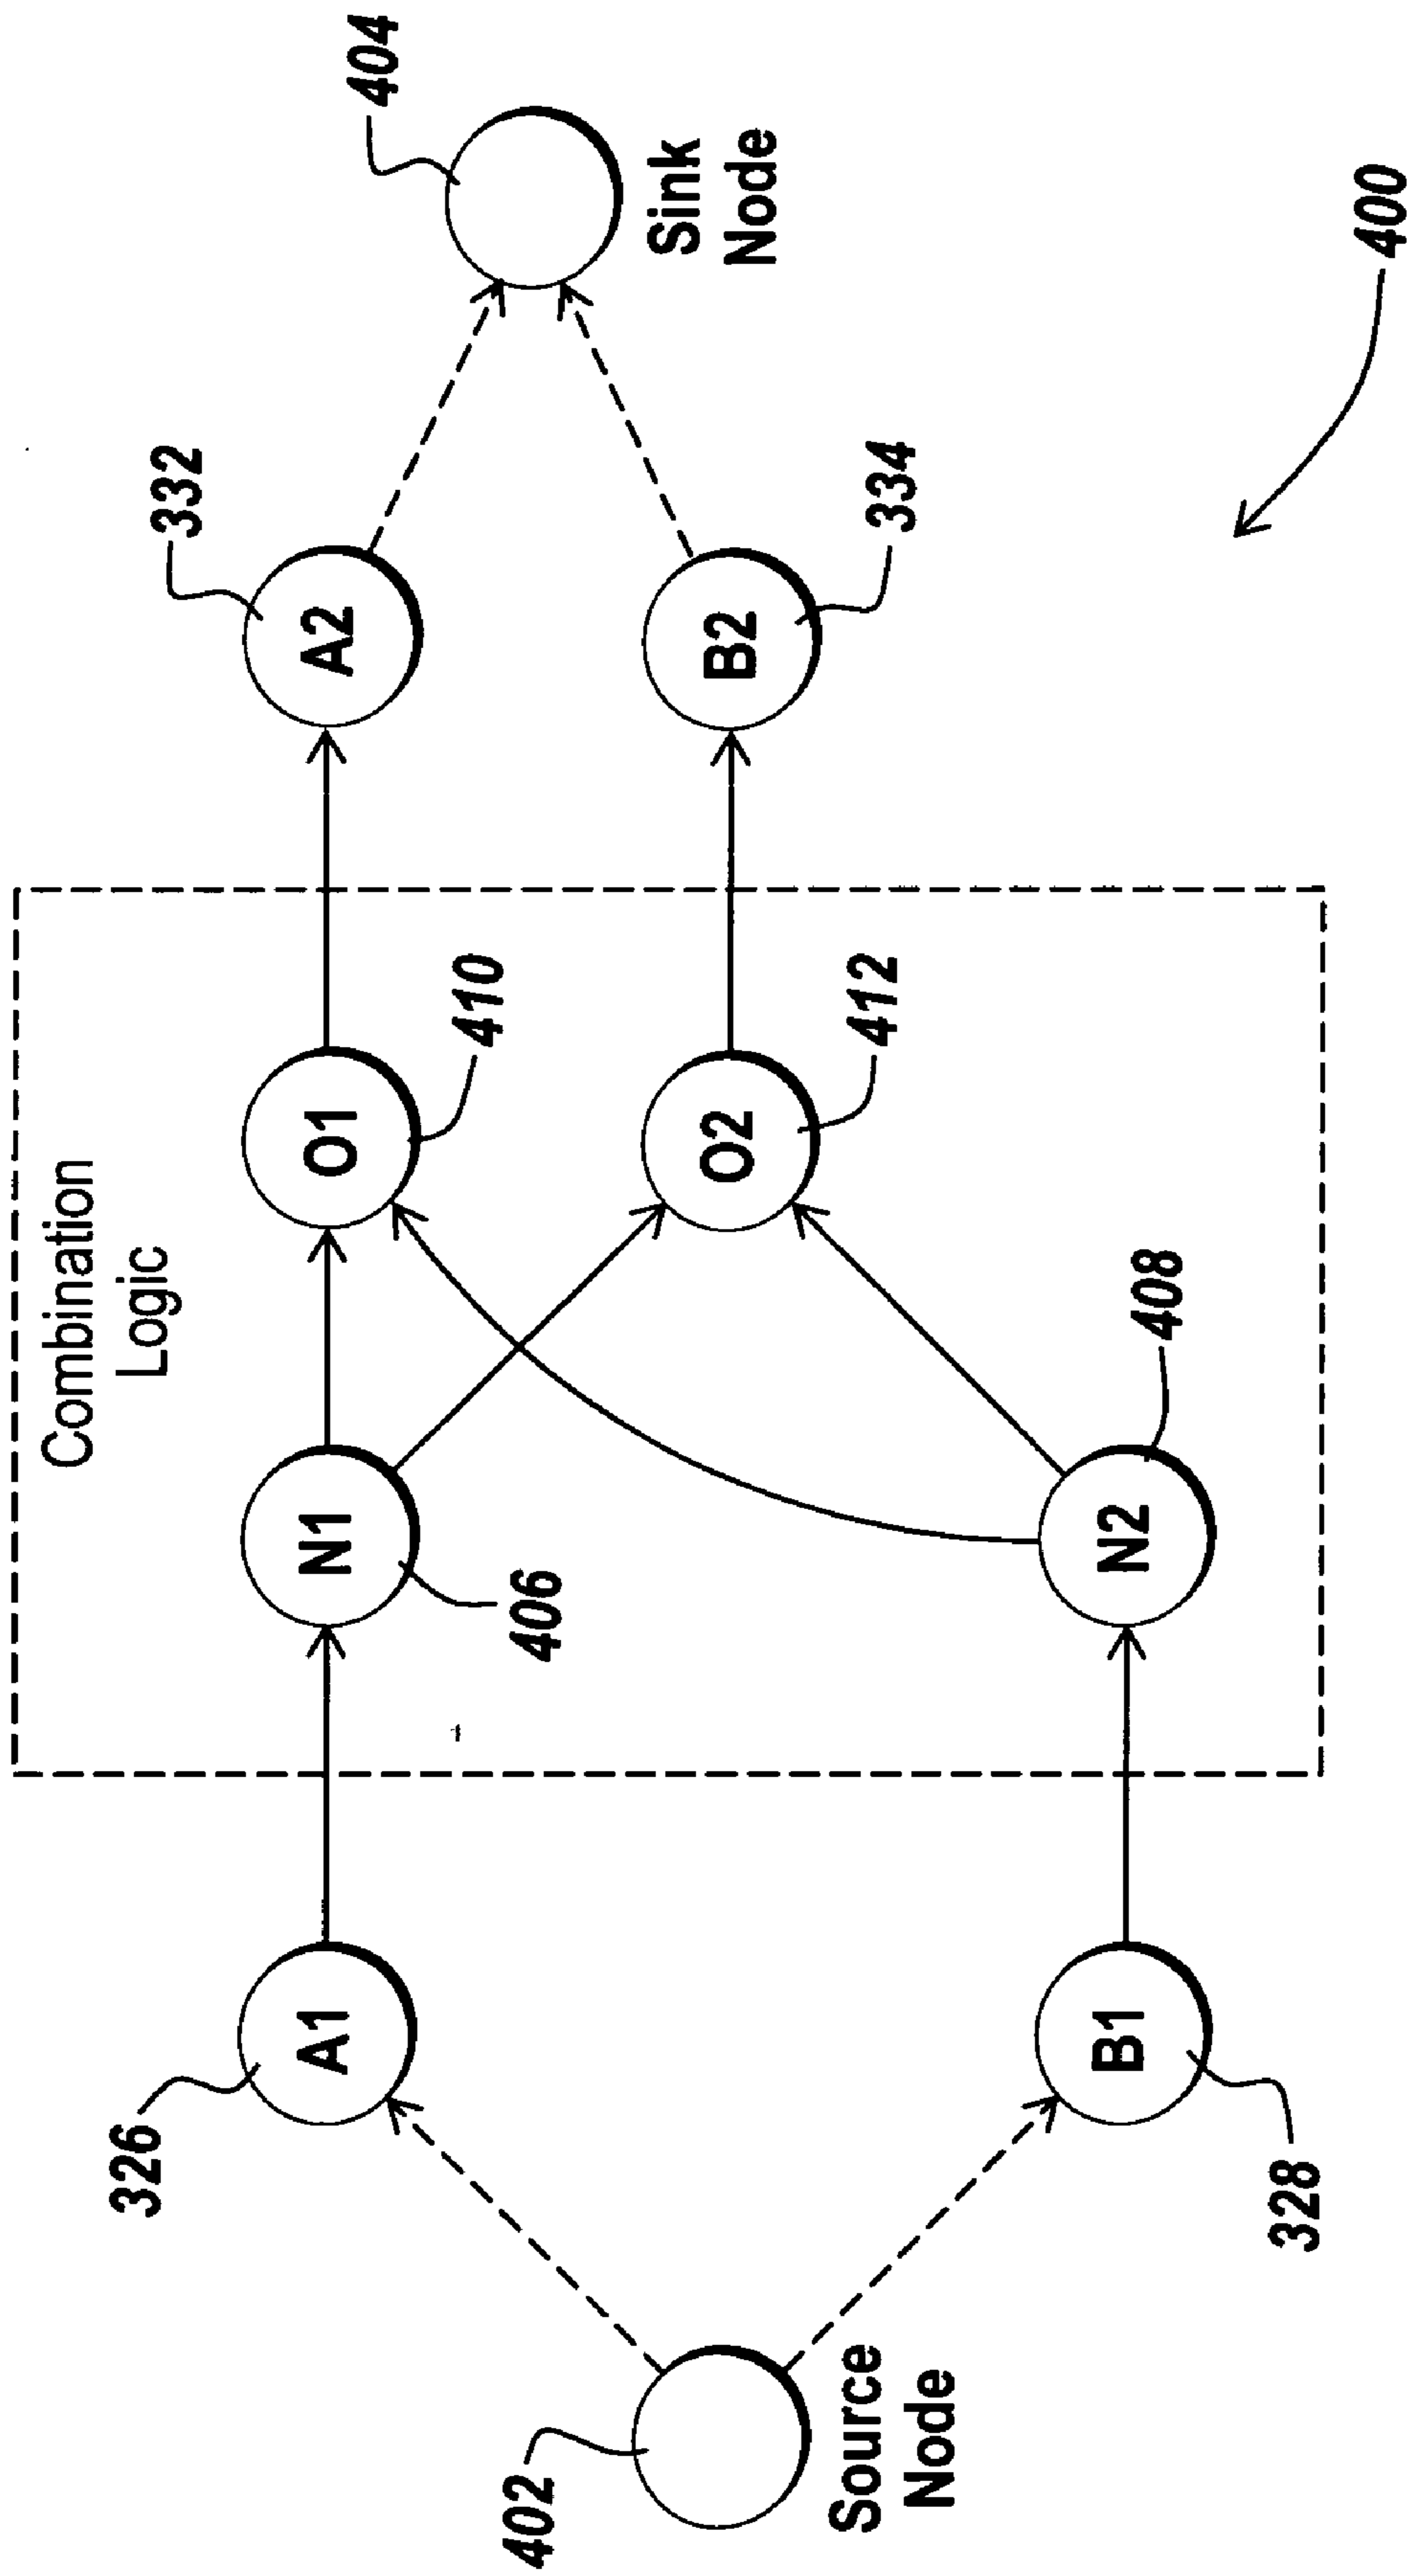 Combination
Logic
326
A1
N1
406
O1
410
A2
332
404
Sink
Node
402
Source
Node
O2
412
B2
334
328
B1
N2
408
400